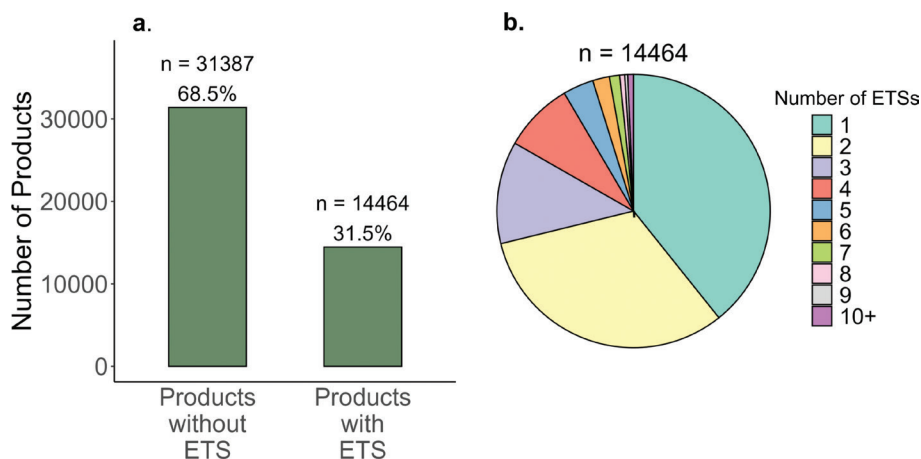 a.
n = 31387
68.5%
n = 14464
31.5%
Number of Products
30000
20000
10000
0
Products
without
ETS
Products
with
ETS
b.
n = 14464
Number of ETSs
1
2
3
4
5
6
7
8
9
10+